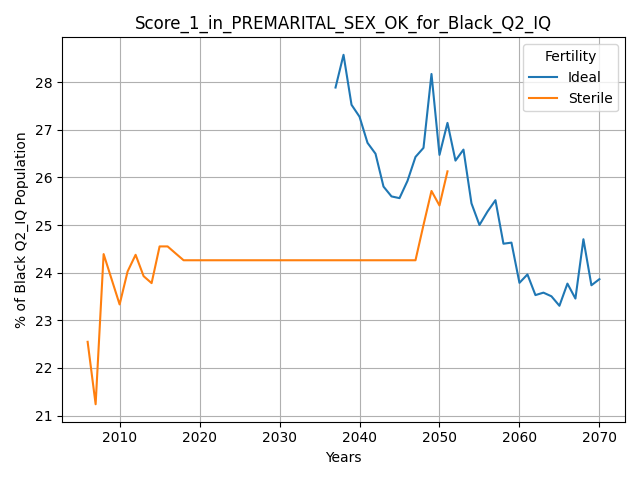 Score_1_in_PREMARITAL_SEX_OK_for_Black_Q2_IQ
Fertility
Ideal
Sterile
% of Black Q2_IQ Population
28
27
26
25
24
23
22
21
2010 2020 2030 2040 2050 2060 2070
Years